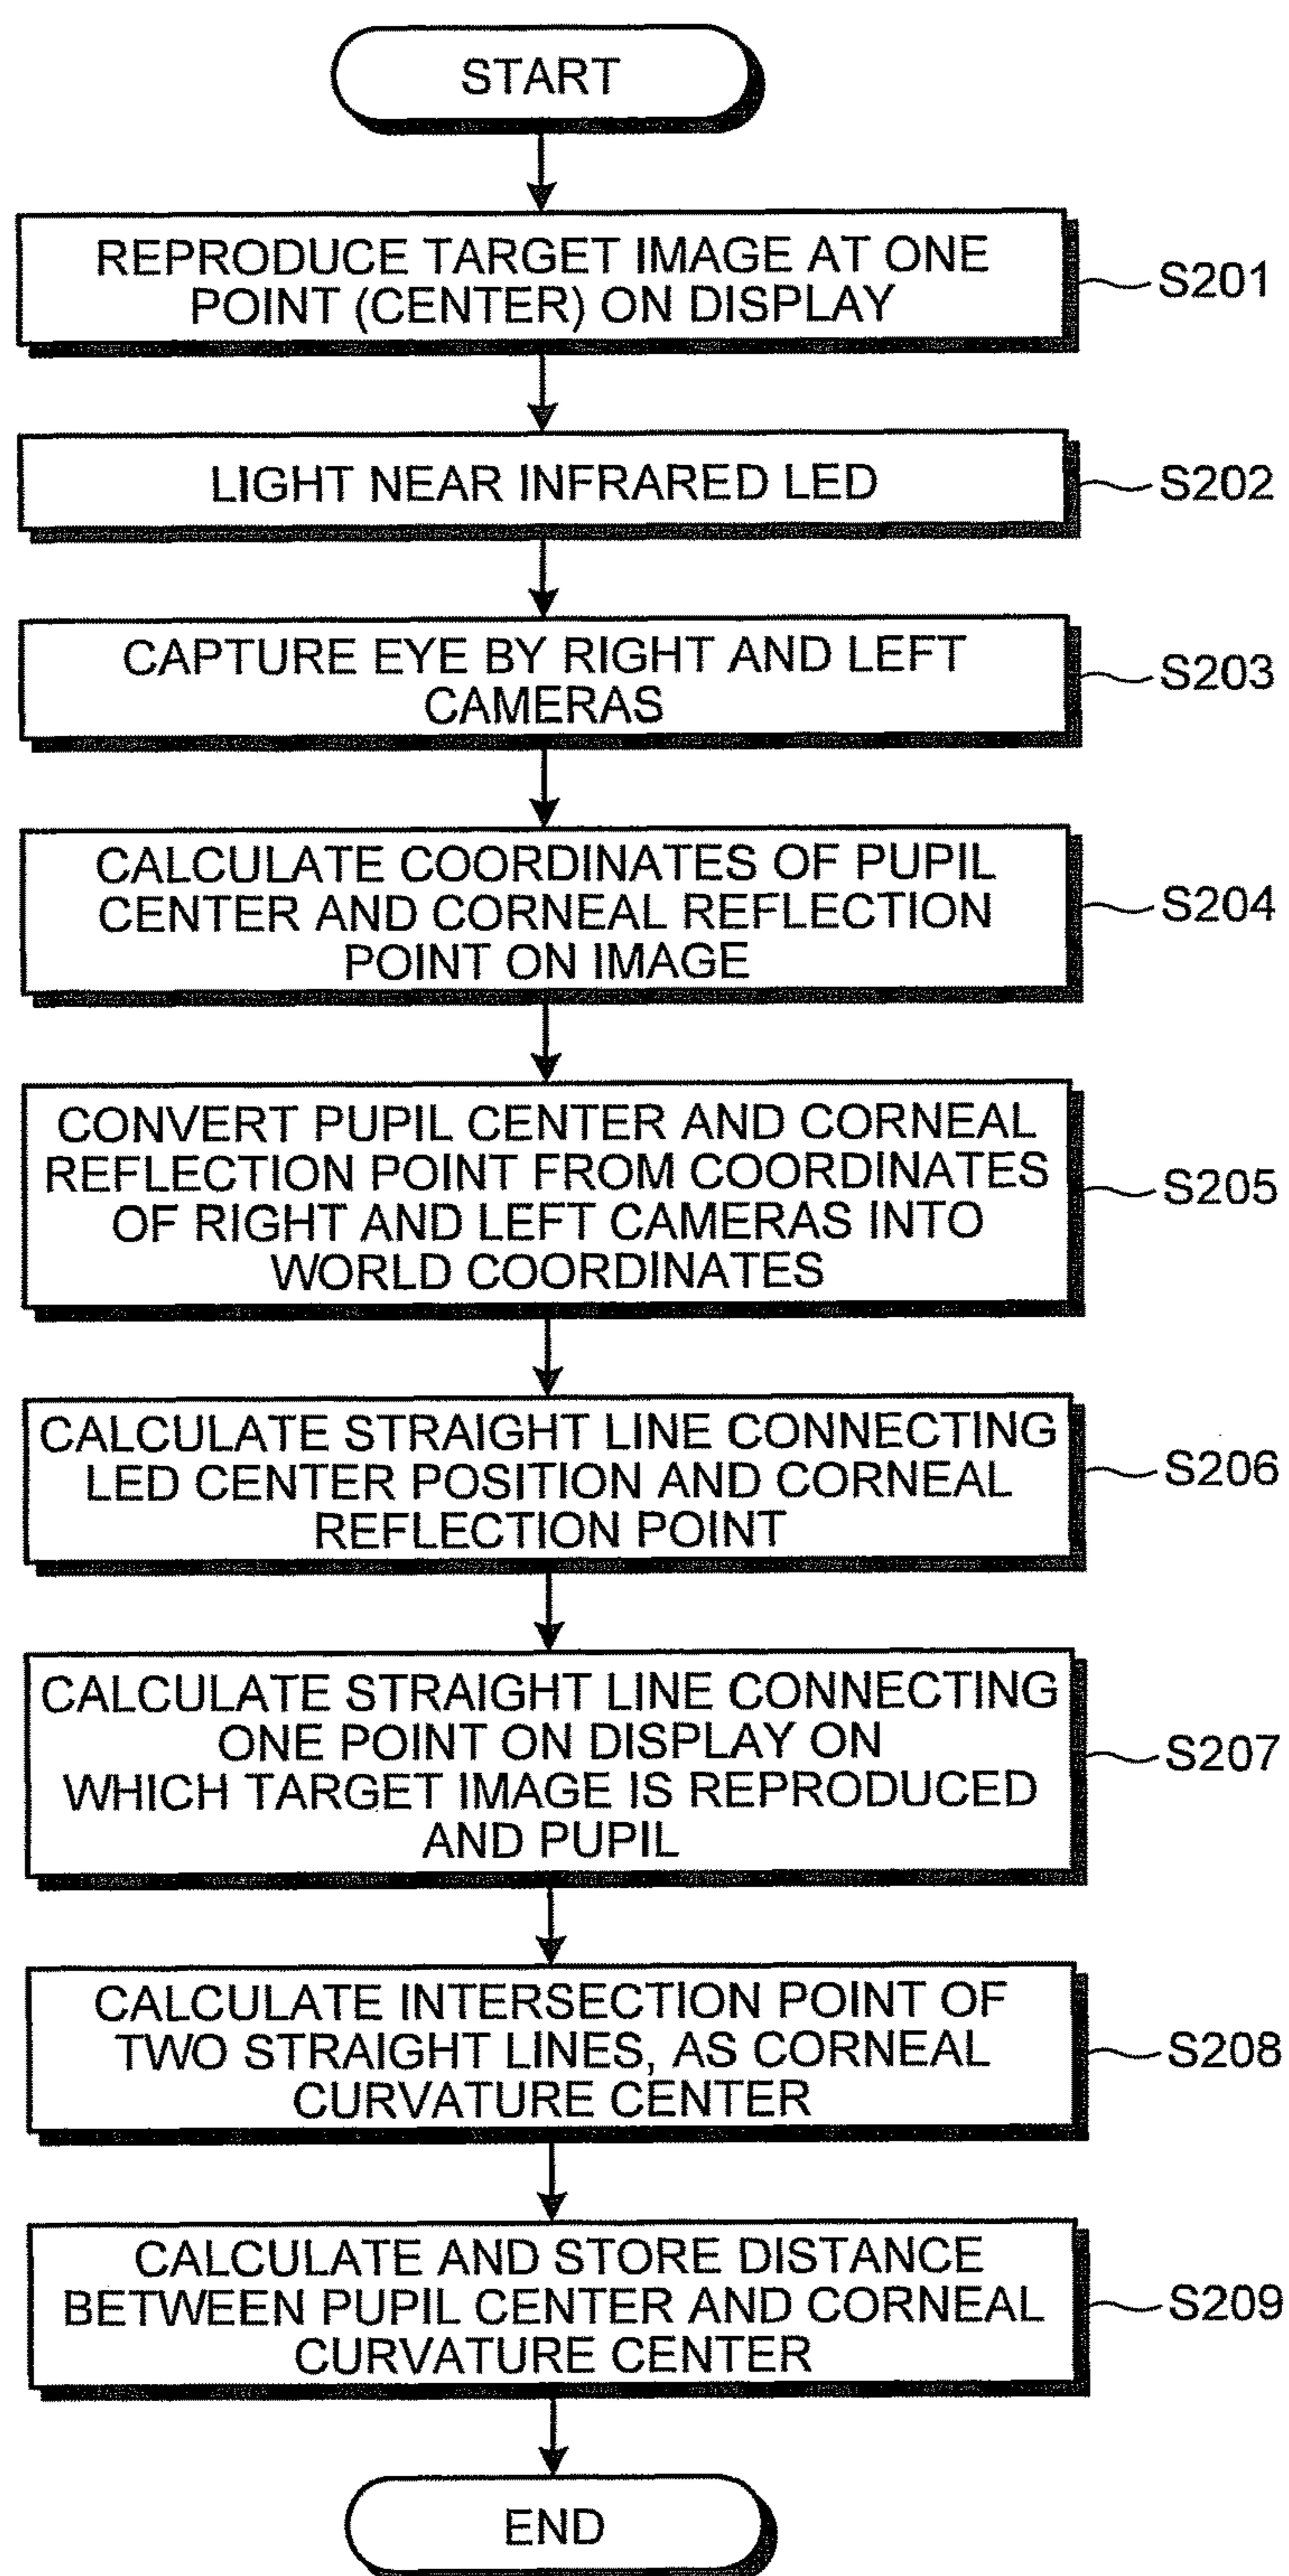 START
REPRODUCE TARGET IMAGE AT ONE
POINT (CENTER) ON DISPLAY
S201
LIGHT NEAR INFRARED LED
S202
CAPTURE EYE BY RIGHT AND LEFT
CAMERAS
S203
CALCULATE COORDINATES OF PUPIL
CENTER AND CORNEAL REFLECTION
POINT ON IMAGE
S204
CONVERT PUPIL CENTER AND CORNEAL
REFLECTION POINT FROM COORDINATES
OF RIGHT AND LEFT CAMERAS INTO
WORLD COORDINATES
S205
CALCULATE STRAIGHT LINE CONNECTING
LED CENTER POSITION AND CORNEAL
REFLECTION POINT
S206
CALCULATE STRAIGHT LINE CONNECTING
ONE POINT ON DISPLAY ON
WHICH TARGET IMAGE IS REPRODUCED
AND PUPIL
S207
CALCULATE INTERSECTION POINT OF
TWO STRAIGHT LINES, AS CORNEAL
CURVATURE CENTER
S208
CALCULATE AND STORE DISTANCE
BETWEEN PUPIL CENTER AND CORNEAL
CURVATURE CENTER
S209
END